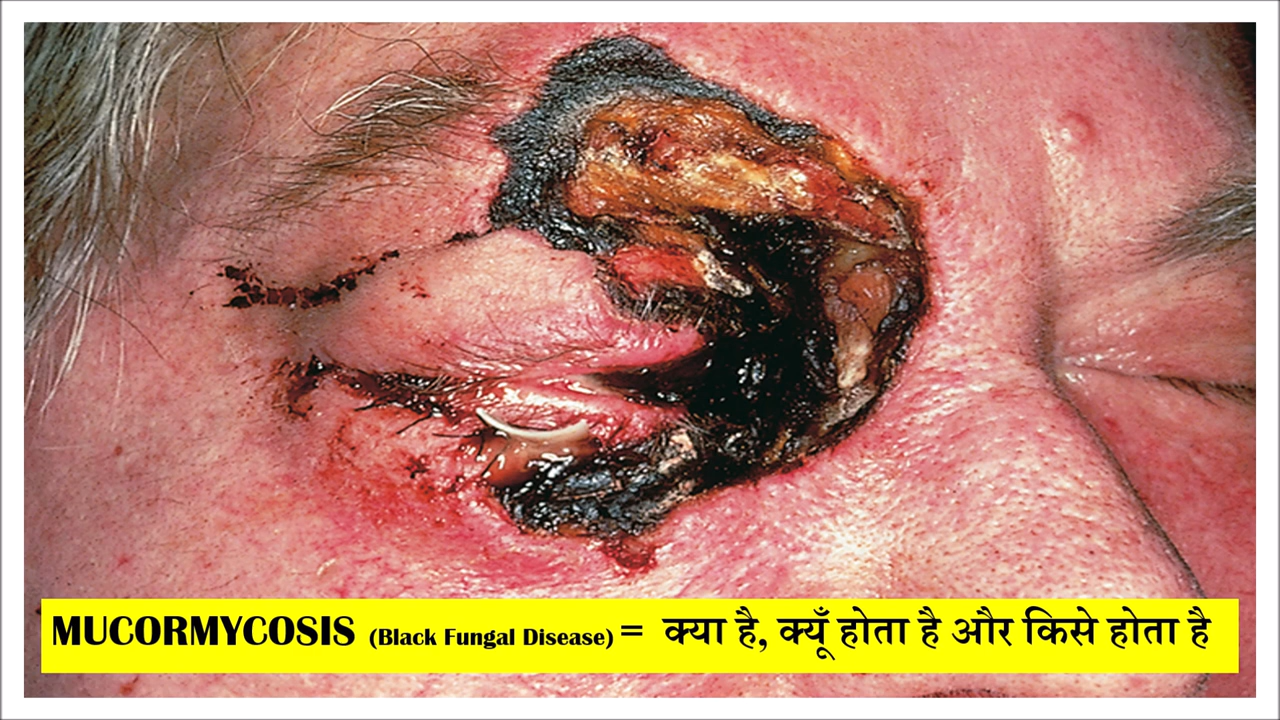 MUCORMYCOSIS (Black Fungal Disease) = क्या है, क्यूँ होता है और किसे होता है